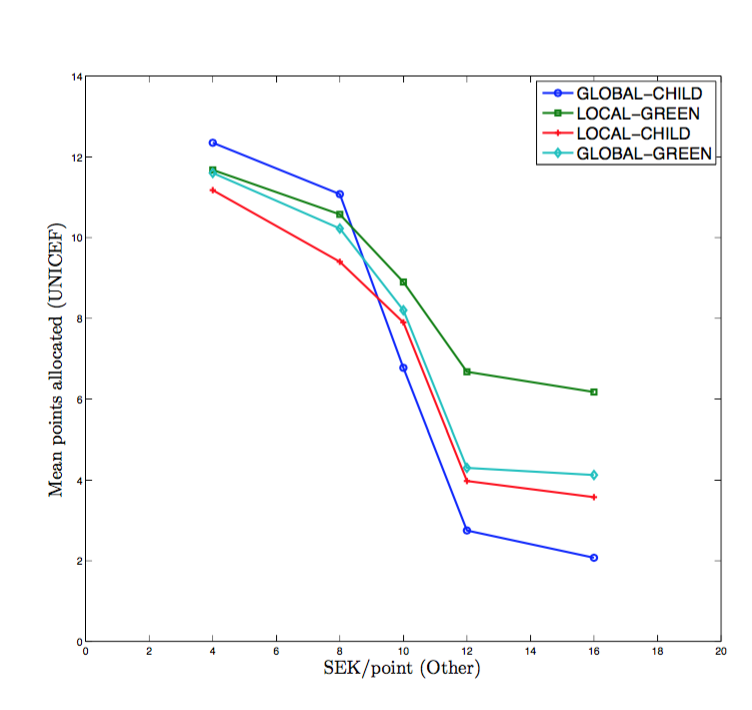 14
12
10
8
6
4
2
0
0 2 4 6 8 10 12 14 16 18 20
Mean points allocated (UNICEF)
SEK/point (Other)
GLOBAL−CHILD
LOCAL−GREEN
LOCAL−CHILD
GLOBAL−GREEN